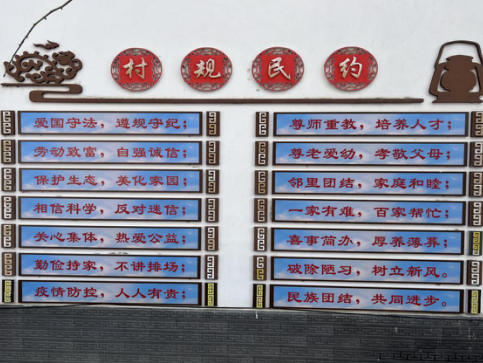 村规民约
爱国守法，遵规守纪；
劳动致富，自强诚信；
保护生态，美化家园；
相信科学，反对迷信；
关心集体，热爱公益；
勤俭持家，不讲排场；
疫情防控，人人有责；
尊师重教，培养人才；
尊老爱幼，孝敬父母；
邻里团结，家庭和睦；
一家有难，百家帮忙；
喜事简办，厚养薄葬；
破除陋习，树立新风。
民族团结，共同进步。